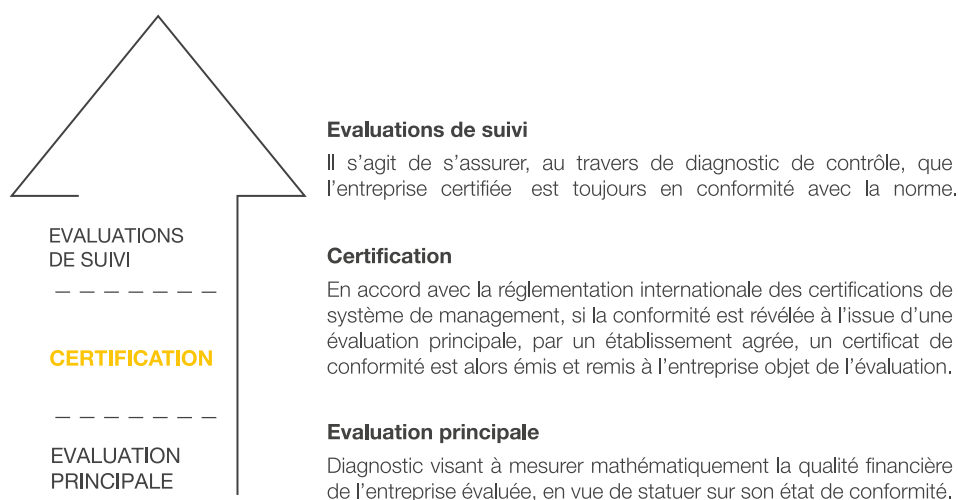 Evaluations de suivi
Il s'agit de s'assurer, au travers de diagnostic de contrôle, que
l'entreprise certifiée est toujours en conformité avec la norme.
EVALUATIONS
DE SUIVI
Certification
En accord avec la réglementation internationale des certifications de
système de management, si la conformité est révélée à l'issue d'une
évaluation principale, par un établissement agrée, un certificat de
conformité est alors émis et remis à l'entreprise objet de l'évaluation.
CERTIFICATION
Evaluation principale
Diagnostic visant à mesurer mathématiquement la qualité financière
de l'entreprise évaluée, en vue de statuer sur son état de conformité.
EVALUATION
PRINCIPALE